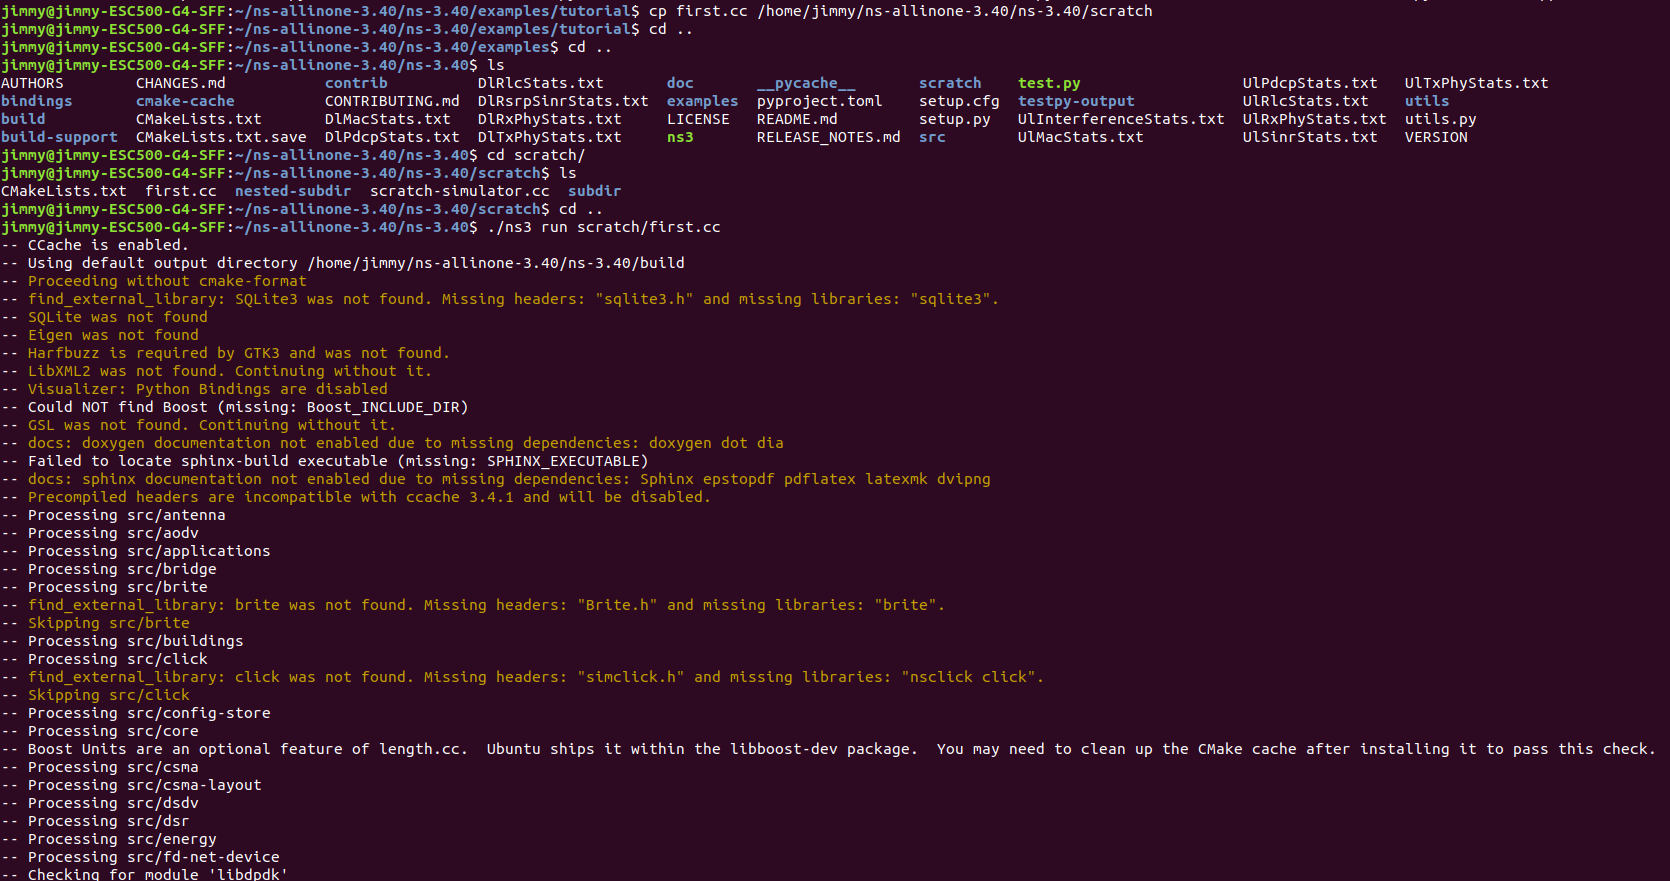 jimmy@jimmy-ESC500-G4-SFF:~/ns-allinone-3.40/ns-3.40/examples/tutorial$ cp first.cc /home/jimmy/ns-allinone-3.40/ns-3.40/scratch
jimmy@jimmy-ESC500-G4-SFF:~/ns-allinone-3.40/ns-3.40/examples/tutorial$ cd ..
jimmy@jimmy-ESC500-G4-SFF:~/ns-allinone-3.40/ns-3.40/examples$ cd ..
jimmy@jimmy-ESC500-G4-SFF:~/ns-allinone-3.40/ns-3.40$ ls
AUTHORS CHANGES.md contrib DlRlcStats.txt doc __pycache__ scratch test.py UlPdcpStats.txt UlTxPhyStats.txt
bindings cmake-cache CONTRIBUTING.md DlRsrpSinrStats.txt examples pyproject.toml setup.cfg testpy-output UlRlcStats.txt utils
build CMakeLists.txt DlMacStats.txt DlRxPhyStats.txt LICENSE README.md setup.py UlInterferenceStats.txt UlRxPhyStats.txt utils.py
build-support CMakeLists.txt.save DlPdcpStats.txt DlTxPhyStats.txt ns3 RELEASE_NOTES.md src UlMacStats.txt UlSinrStats.txt VERSION
jimmy@jimmy-ESC500-G4-SFF:~/ns-allinone-3.40/ns-3.40$ cd scratch/
jimmy@jimmy-ESC500-G4-SFF:~/ns-allinone-3.40/ns-3.40/scratch$ ls
CMakeLists.txt first.cc nested-subdir scratch-simulator.cc subdir
jimmy@jimmy-ESC500-G4-SFF:~/ns-allinone-3.40/ns-3.40/scratch$ cd ..
jimmy@jimmy-ESC500-G4-SFF:~/ns-allinone-3.40/ns-3.40$ ./ns3 run scratch/first.cc
-- CCache is enabled.
-- Using default output directory /home/jimmy/ns-allinone-3.40/ns-3.40/build
-- Proceeding without cmake-format
-- find_external_library: SQLite3 was not found. Missing headers: "sqlite3.h" and missing libraries: "sqlite3".
-- SQLite was not found
-- Eigen was not found
-- Harfbuzz is required by GTK3 and was not found.
-- LibXML2 was not found. Continuing without it.
-- Visualizer: Python Bindings are disabled
-- Could NOT find Boost (missing: Boost_INCLUDE_DIR)
-- GSL was not found. Continuing without it.
-- docs: doxygen documentation not enabled due to missing dependencies: doxygen dot dia
-- Failed to locate sphinx-build executable (missing: SPHINX_EXECUTABLE)
-- docs: sphinx documentation not enabled due to missing dependencies: Sphinx epstopdf pdflatex latexmk dvipng
-- Precompiled headers are incompatible with ccache 3.4.1 and will be disabled.
-- Processing src/antenna
-- Processing src/aodv
-- Processing src/applications
-- Processing src/bridge
-- Processing src/brite
-- find_external_library: brite was not found. Missing headers: "Brite.h" and missing libraries: "brite".
-- Skipping src/brite
-- Processing src/buildings
-- Processing src/click
-- find_external_library: click was not found. Missing headers: "simclick.h" and missing libraries: "nsclick click".
-- Skipping src/click
-- Processing src/config-store
-- Processing src/core
-- Boost Units are an optional feature of length.cc.  Ubuntu ships it within the libboost-dev package.  You may need to clean up the CMake cache after installing it to pass this check.
-- Processing src/csma
-- Processing src/csma-layout
-- Processing src/dsdv
-- Processing src/dsr
-- Processing src/energy
-- Processing src/fd-net-device
-- Checking for module 'libdpdk'